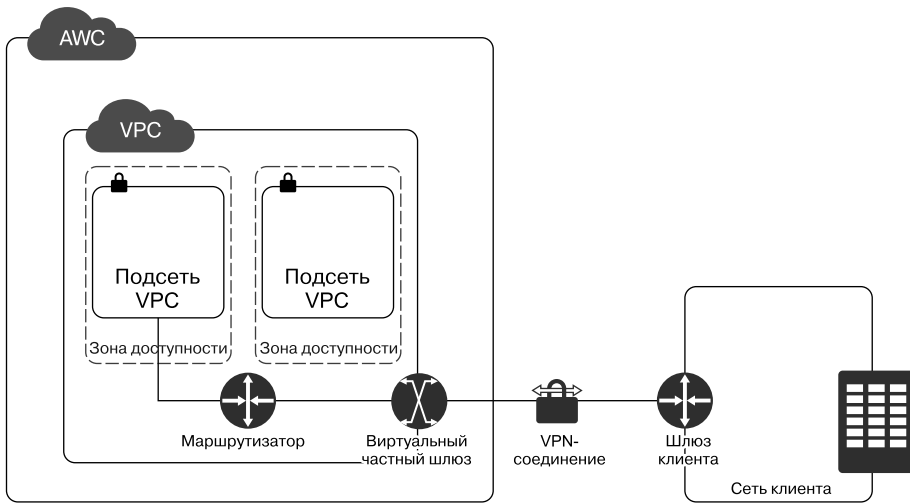 AWC
VPC
Подсеть
VPC
Подсеть
VPC
Зона доступности
Зона доступности
Маршрутизатор
Виртуальный
частный шлюз
VPN-
соединение
Шлюз
клиента
Сеть клиента